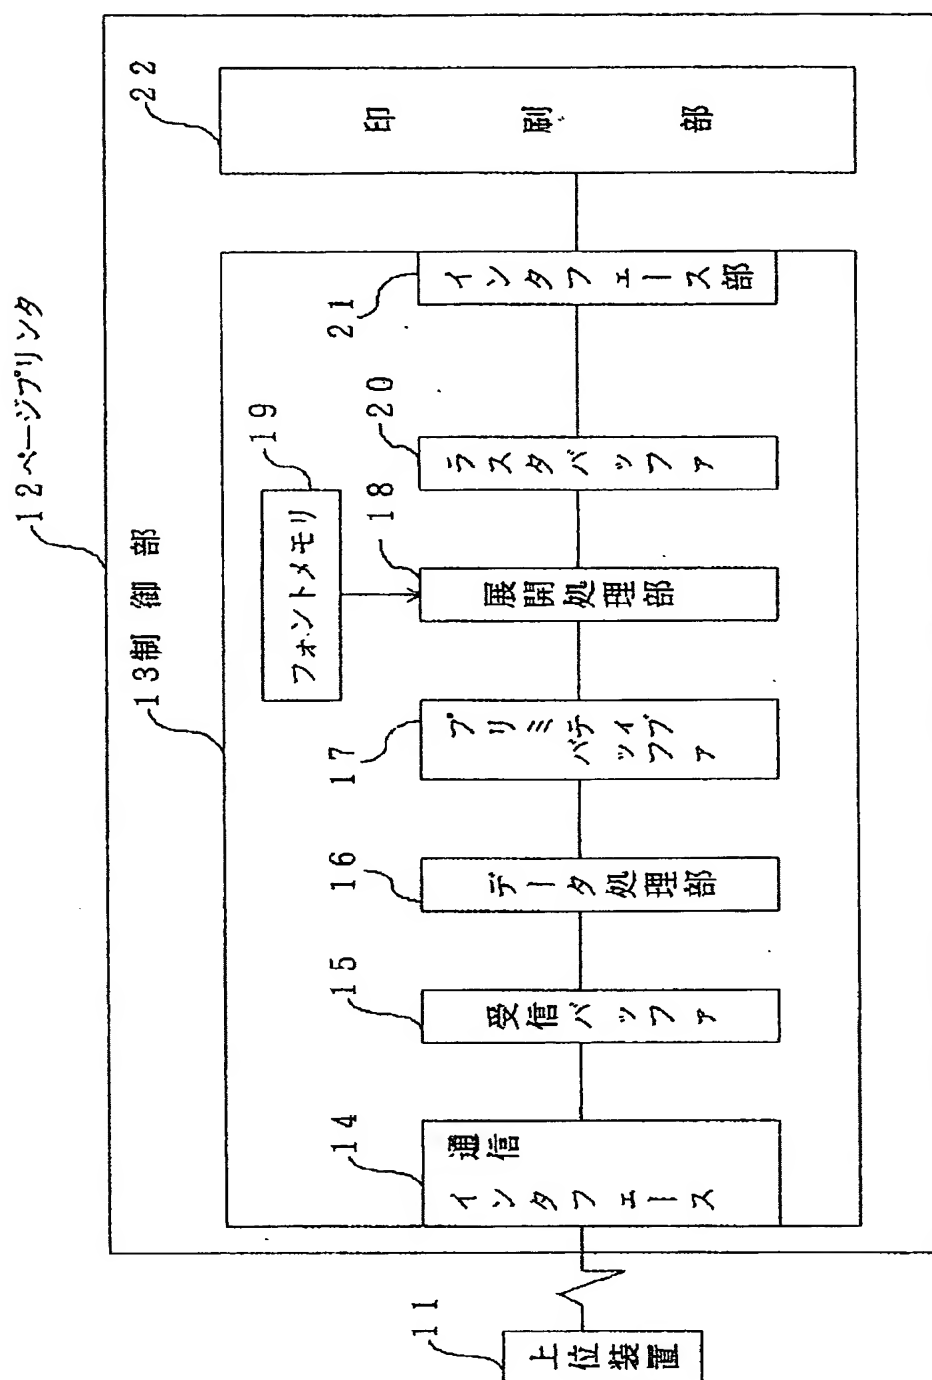 12ページプリンタ
13制御部
11
上位装置
14
通信
インタフェース
15
受信バッファ
16
データ処理部
17
プリミティブ
バッファ
18
展開処理部
19
フォントメモリ
20
ラスタバッファ
21
インタフェース部
22
印刷部